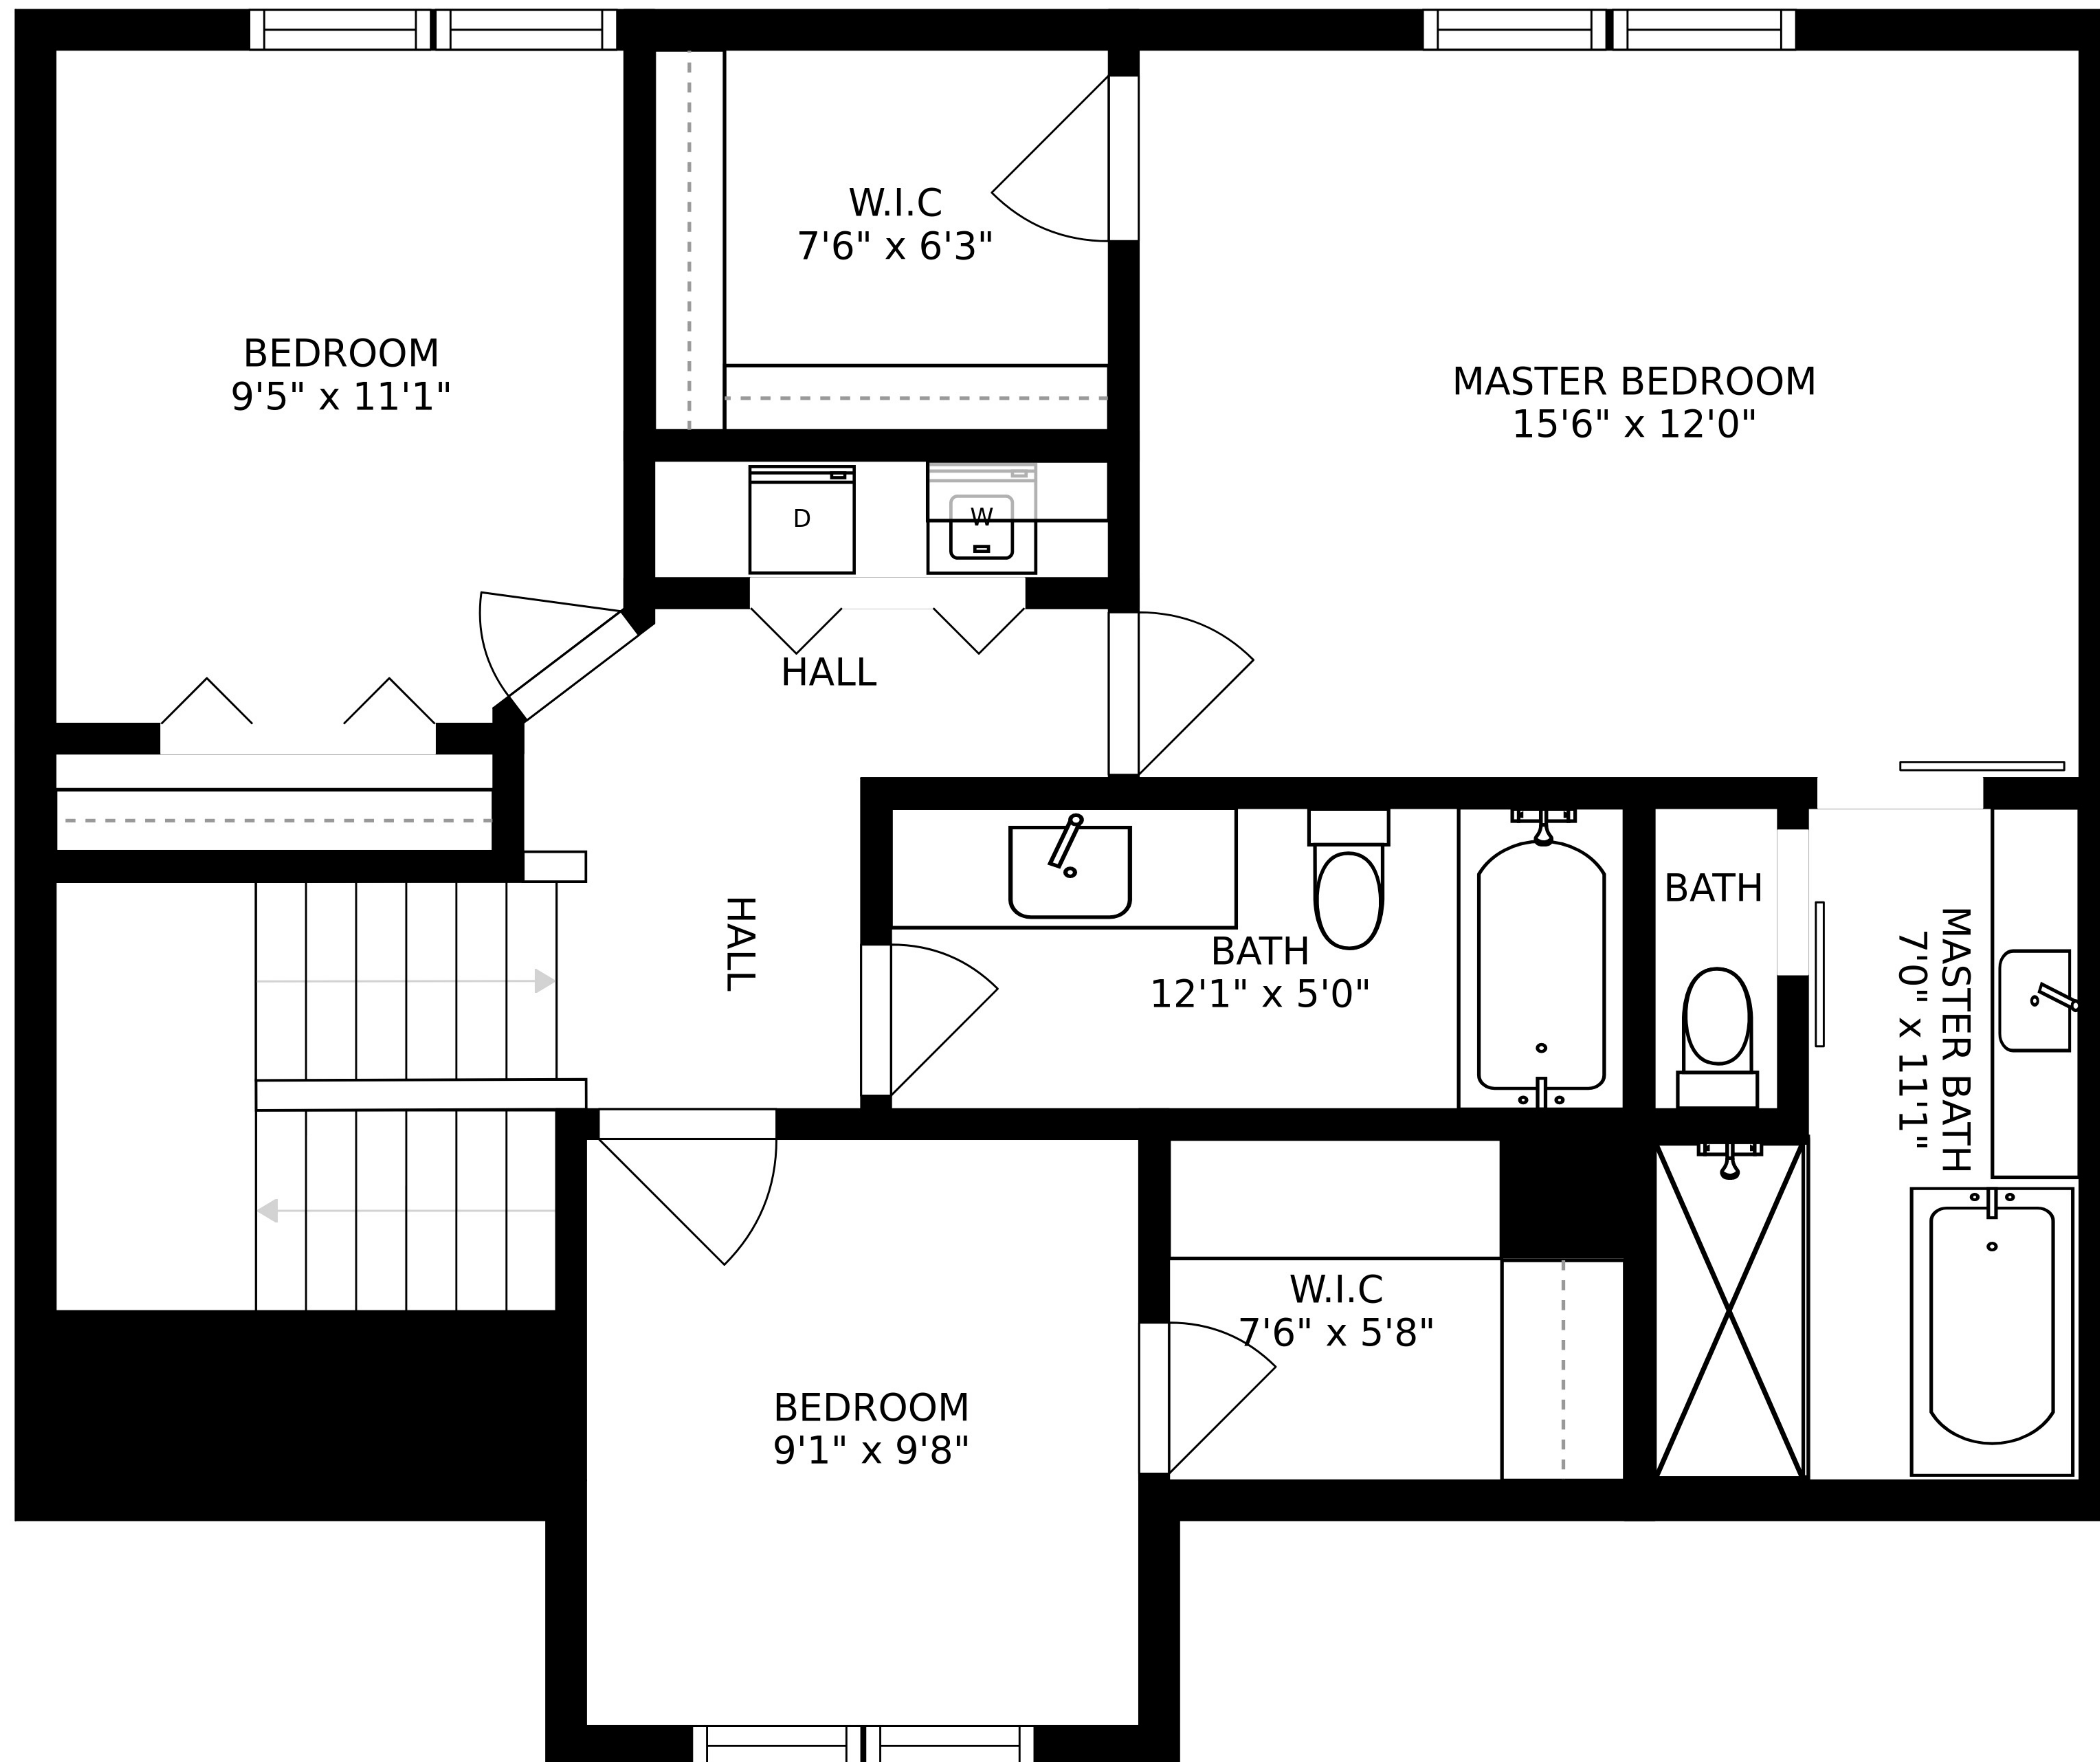 W.I.C
7'6" x 6'3"
BEDROOM
9'5" x 11'1"
MASTER BEDROOM
15'6" x 12'0"
D
W
HALL
HALL
BATH
12'1" x 5'0"
BATH
MASTER BATH
7'0" x 11'1"
W.I.C
7'6" x 5'8"
BEDROOM
9'1" x 9'8"